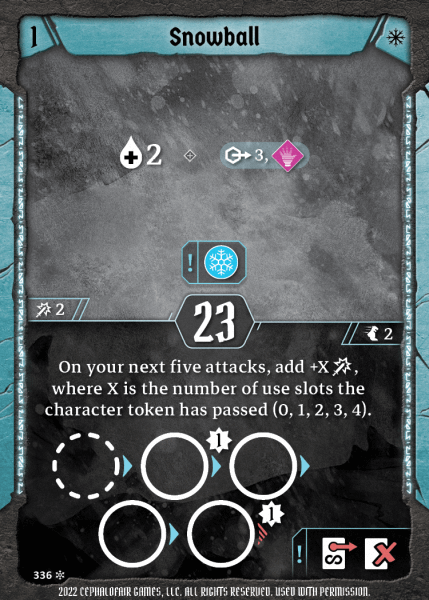 1
Snowball
2
3,
!
2
23
2
On your next five attacks, add +X ,
where X is the number of use slots the
character token has passed (0, 1, 2, 3, 4).
1
1
!
336
2022 CEPHALOFAIR GAMES, LLC. ALL RIGHTS RESERVED. USED WITH PERMISSION.